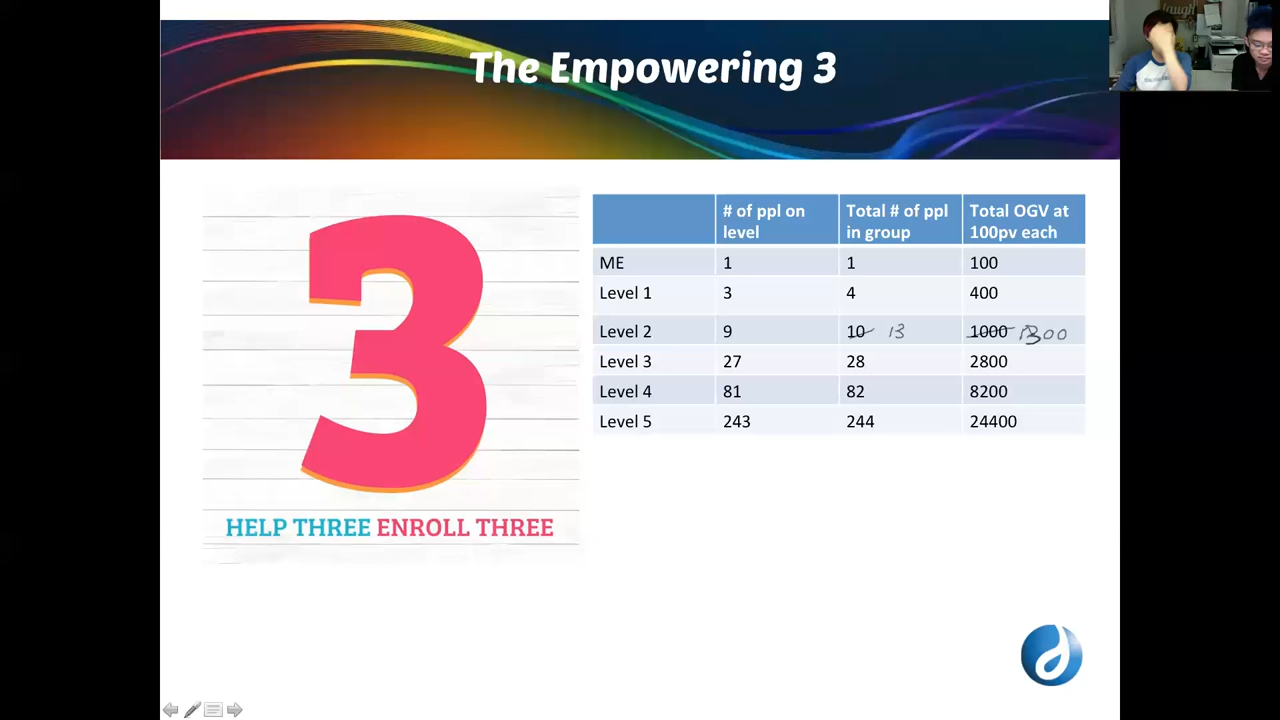 laugh
The Empowering 3
# of ppl on level
Total # of ppl in group
Total OGV at 100pv each
ME 1 1 100
Level 1 3 4 400
Level 2 9 10 13 1000 1300
Level 3 27 28 2800
Level 4 81 82 8200
Level 5 243 244 24400
3
HELP THREE ENROLL THREE